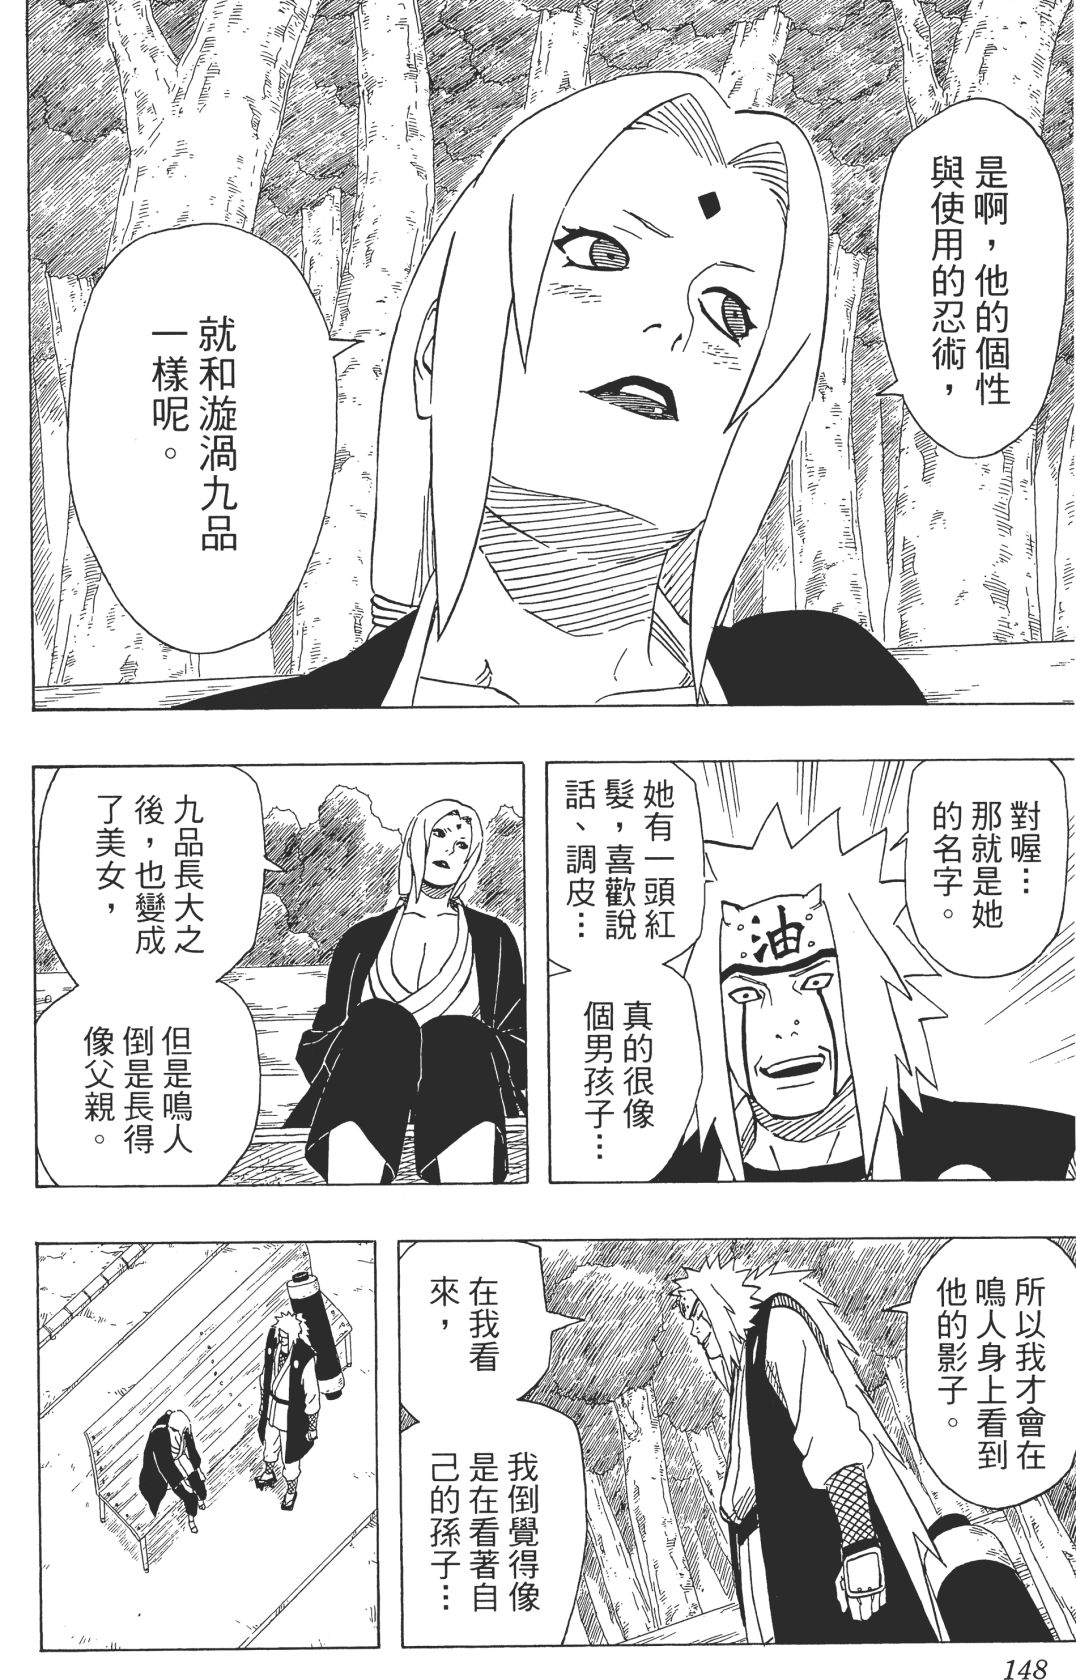 是啊，他的個性
與使用的忍術，
就和漩渦九品
一樣呢。
對喔…
那就是她
的名字。
油
她有一頭紅
髮，喜歡說
話、調皮…
真的很像
個男孩子…
九品長大之
後，也變成
了美女，
但是鳴人
倒是長得
像父親。
所以我才會在
鳴人身上看到
他的影子。
在我看
來，
我倒覺得像
是在看著自
己的孫子…
148